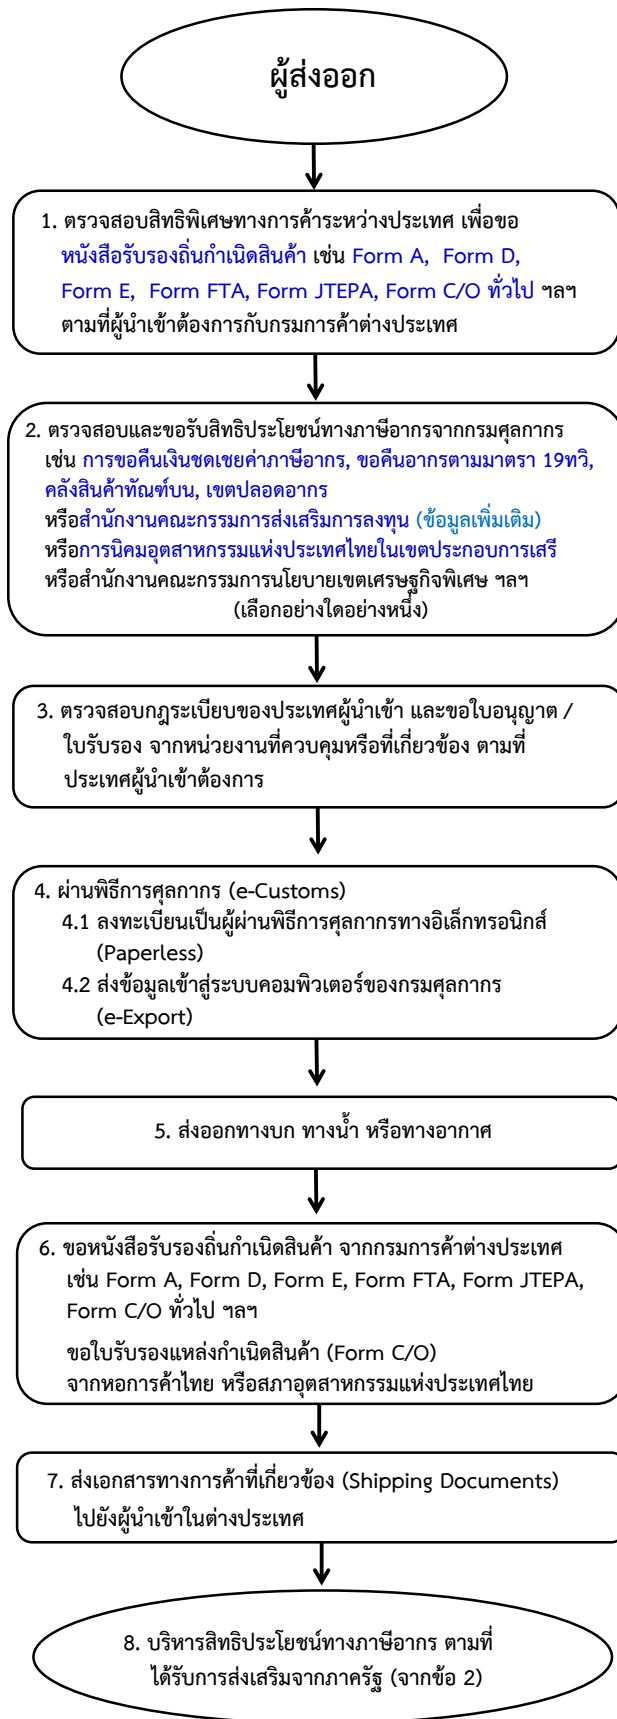 ผู้ส่งออก
1. ตรวจสอบสิทธิพิเศษทางการค้าระหว่างประเทศ เพื่อขอ
หนังสือรับรองถิ่นกำเนิดสินค้า เช่น Form A, Form D,
Form E, Form FTA, Form JTEPA, Form C/O ทั่วไป ฯลฯ
ตามที่ผู้นำเข้าต้องการกับกรมการค้าต่างประเทศ
2. ตรวจสอบและขอรับสิทธิประโยชน์ทางภาษีอากรจากกรมศุลกากร
เช่น การขอคืนเงินชดเชยค่าภาษีอากร, ขอคืนอากรตามมาตรา 19ทวิ,
คลังสินค้าทัณฑ์บน, เขตปลอดอากร
หรือสำนักงานคณะกรรมการส่งเสริมการลงทุน (ข้อมูลเพิ่มเติม)
หรือการนิคมอุตสาหกรรมแห่งประเทศไทยในเขตประกอบการเสรี
หรือสำนักงานคณะกรรมการนโยบายเขตเศรษฐกิจพิเศษ ฯลฯ
(เลือกอย่างใดอย่างหนึ่ง)
3. ตรวจสอบกฎระเบียบของประเทศผู้นำเข้า และขอใบอนุญาต /
ใบรับรอง จากหน่วยงานที่ควบคุมหรือที่เกี่ยวข้อง ตามที่
ประเทศผู้นำเข้าต้องการ
4. ผ่านพิธีการศุลกากร (e-Customs)
4.1 ลงทะเบียนเป็นผู้ผ่านพิธีการศุลกากรทางอิเล็กทรอนิกส์
(Paperless)
4.2 ส่งข้อมูลเข้าสู่ระบบคอมพิวเตอร์ของกรมศุลกากร
(e-Export)
5. ส่งออกทางบก ทางน้ำ หรือทางอากาศ
6. ขอหนังสือรับรองถิ่นกำเนิดสินค้า จากกรมการค้าต่างประเทศ
เช่น Form A, Form D, Form E, Form FTA, Form JTEPA,
Form C/O ทั่วไป ฯลฯ
ขอใบรับรองแหล่งกำเนิดสินค้า (Form C/O)
จากหอการค้าไทย หรือสภาอุตสาหกรรมแห่งประเทศไทย
7. ส่งเอกสารทางการค้าที่เกี่ยวข้อง (Shipping Documents)
ไปยังผู้นำเข้าในต่างประเทศ
8. บริหารสิทธิประโยชน์ทางภาษีอากร ตามที่
ได้รับการส่งเสริมจากภาครัฐ (จากข้อ 2)